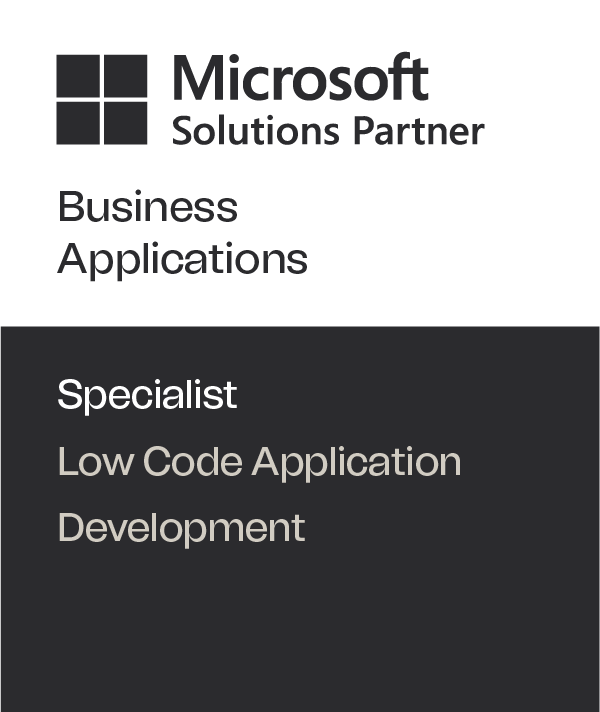 Microsoft
Solutions Partner
Business
Applications
Specialist
Low Code Application
Development